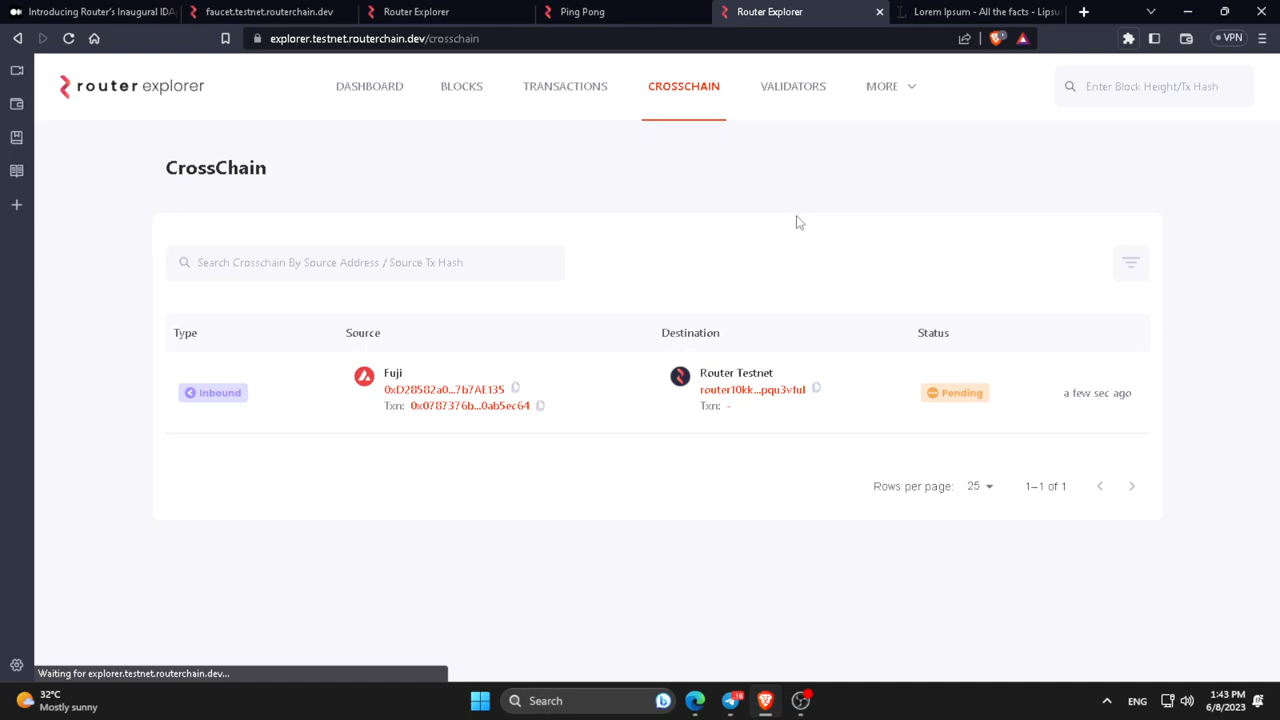 Introducing Router's Inaugural IDA
faucet.testnet.routerchain.dev
Router Explorer
Ping Pong
Router Explorer
Lorem Ipsum - All the facts - Lipsu
explorer.testnet.routerchain.dev/crosschain
VPN
router explorer
DASHBOARD
BLOCKS
TRANSACTIONS
CROSSCHAIN
VALIDATORS
MORE
Enter Block Height/Tx Hash
CrossChain
Search Crosschain By Source Address / Source Tx Hash
Type Source Destination Status
Inbound
Fuji
0xD28582a0...7b7AE135
Txn: 0x0787376b...0ab5ec64
Router Testnet
router10kk...pqu3vful
Txn: -
Pending
a few sec ago
Rows per page: 25 1–1 of 1
Waiting for explorer.testnet.routerchain.dev...
32°C
Mostly sunny
Search
16
ENG
1:43 PM
6/8/2023